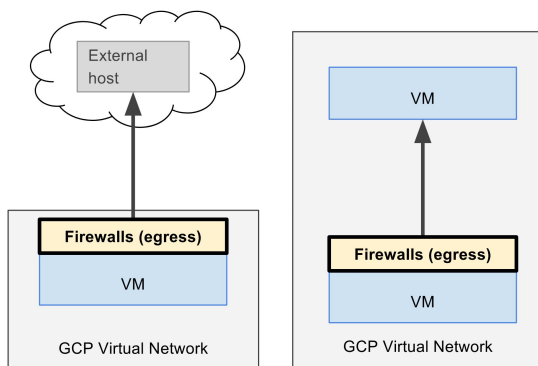 External
host
Firewalls (egress)
VM
GCP Virtual Network
VM
Firewalls (egress)
VM
GCP Virtual Network